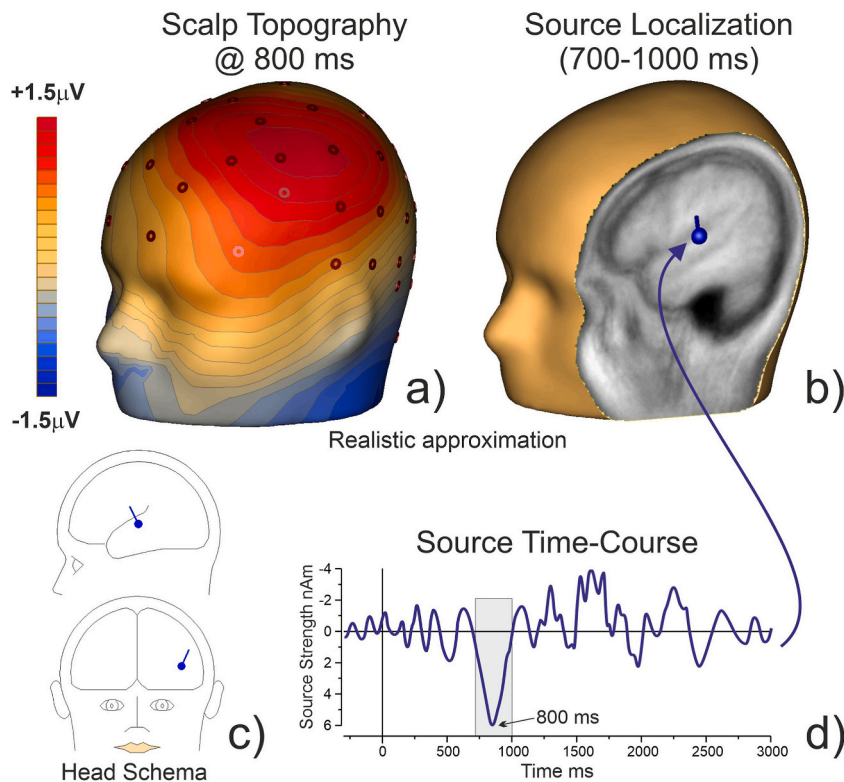 Scalp Topography
@ 800 ms
Source Localization
(700-1000 ms)
+1.5μV
-1.5μV
a)
b)
Realistic approximation
Source Time-Course
Source Strength nAm
-4
-2
0
2
4
6
800 ms
0
500
1000
1500
2000
2500
3000
Time ms
c)
d)
Head Schema